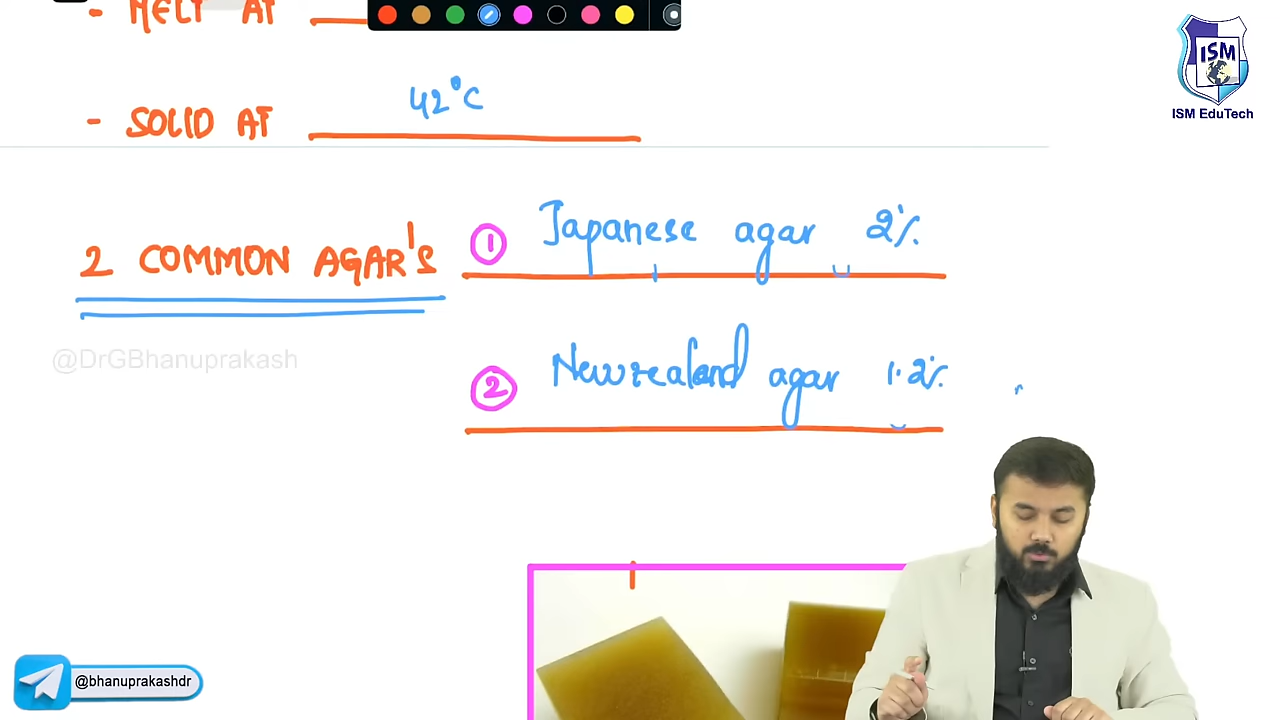 - MELT AT
ISM
ISM EduTech
42°C
- SOLID AT
① Japanese agar 2%
2 COMMON AGAR'S
@DrGBhanuprakash
② Newzealand agar 1.2%
@bhanuprakashdr